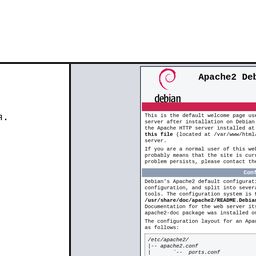 Apache2 Deb
debian
This is the default welcome page use
server after installation on Debian
the Apache HTTP server installed at
this file (located at /var/www/html/
server.
If you are a normal user of this web
probably means that the site is curr
problem persists, please contact the
Conf
Debian's Apache2 default configurati
configuration, and split into severa
tools. The configuration system is f
/usr/share/doc/apache2/README.Debian
Documentation for the web server its
apache2-doc package was installed on
The configuration layout for an Apac
as follows:
/etc/apache2/
|-- apache2.conf
| `-- ports.conf